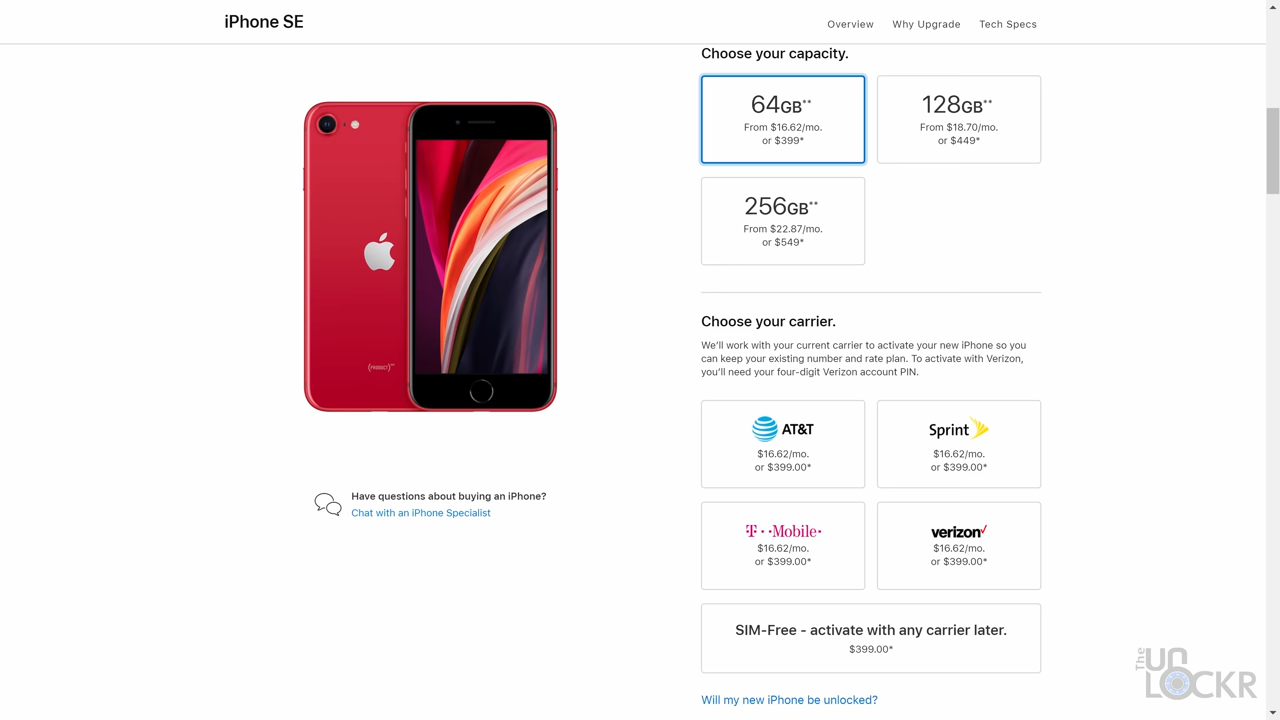 iPhone SE
Overview
Why Upgrade
Tech Specs
Choose your capacity.
64GB**
From $16.62/mo.
or $399*
128GB**
From $18.70/mo.
or $449*
256GB**
From $22.87/mo.
or $549*
(PRODUCT)
Choose your carrier.
We'll work with your current carrier to activate your new iPhone so you
can keep your existing number and rate plan. To activate with Verizon,
you'll need your four-digit Verizon account PIN.
AT&T
$16.62/mo.
or $399.00*
Sprint
$16.62/mo.
or $399.00*
T-Mobile
$16.62/mo.
or $399.00*
verizon
$16.62/mo.
or $399.00*
SIM-Free - activate with any carrier later.
$399.00*
Will my new iPhone be unlocked?
Have questions about buying an iPhone?
Chat with an iPhone Specialist
The
UN
LOCKR